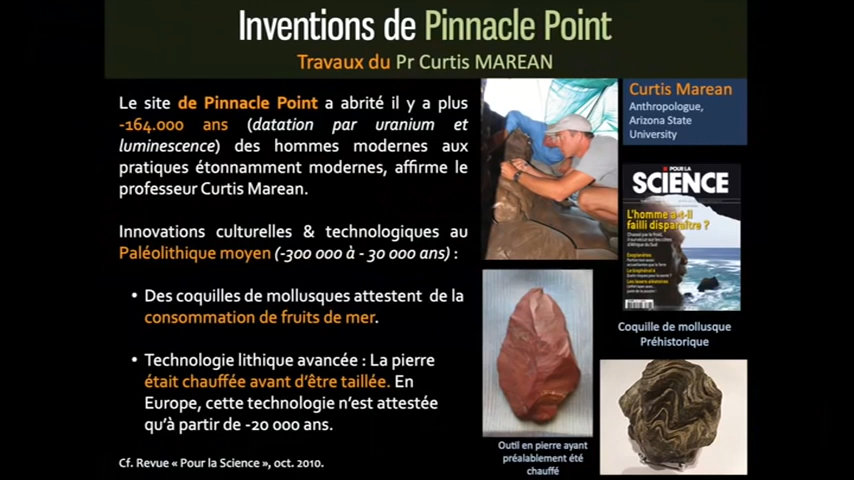 Inventions de Pinnacle Point
Travaux du Pr Curtis MAREAN
Le site de Pinnacle Point a abrité il y a plus
-164.000 ans (datation par uranium et
luminescence) des hommes modernes aux
pratiques étonnamment modernes, affirme le
professeur Curtis Marean.
Innovations culturelles & technologiques au
Paléolithique moyen (-300 000 à - 30 000 ans) :
• Des coquilles de mollusques attestent de la
consommation de fruits de mer.
• Technologie lithique avancée : La pierre
était chauffée avant d'être taillée. En
Europe, cette technologie n'est attestée
qu'à partir de -20 000 ans.
Cf. Revue « Pour la Science », oct. 2010.
Curtis Marean
Anthropologue,
Arizona State
University
POUR LA
SCIENCE
L'homme a-t-il
failli disparaître ?
Coquille de mollusque
Préhistorique
Outil en pierre ayant
préalablement été
chauffé